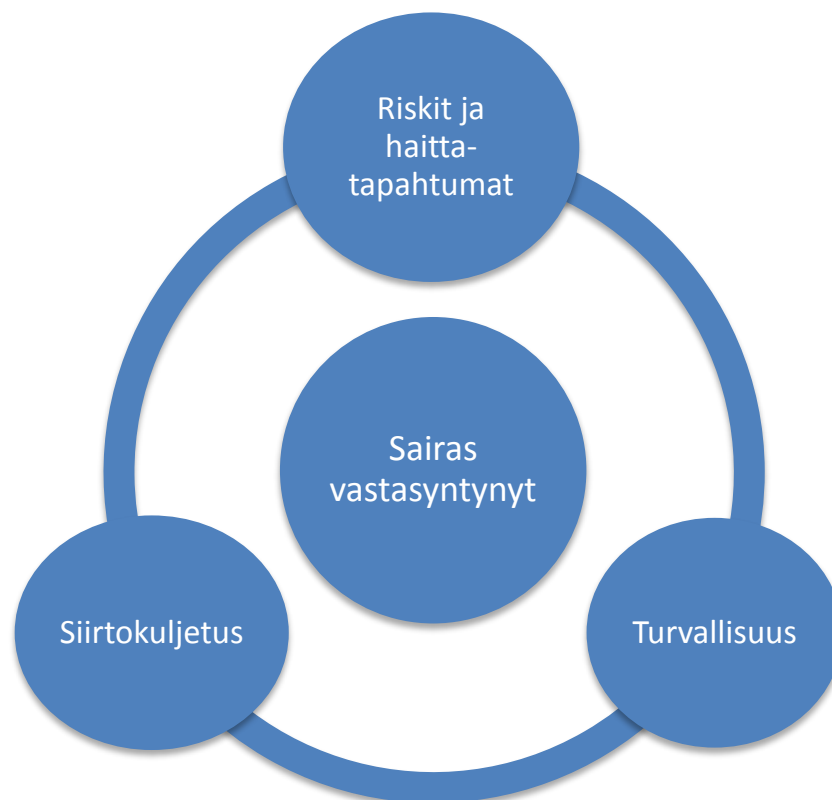 Riskit ja
haitta-
tapahtumat
Sairas
vastasyntynyt
Siirtokuljetus
Turvallisuus